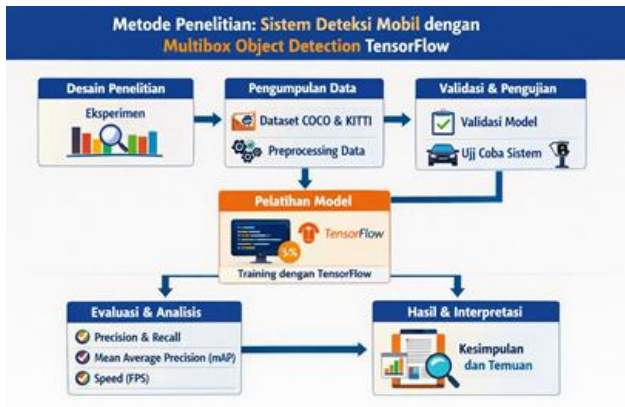 Metode Penelitian: Sistem Deteksi Mobil dengan
Multibox Object Detection TensorFlow
Desain Penelitian
Eksperimen
Pengumpulan Data
Dataset COCO & KITTI
Preprocessing Data
Validasi & Pengujian
Validasi Model
Ujj Coba Sistem
Pelatihan Model
TensorFlow
Training dengan TensorFlow
Evaluasi & Analisis
Precision & Recall
Mean Average Precision (mAP)
Speed (FPS)
Hasil & Interpretasi
Kesimpulan
dan Temuan